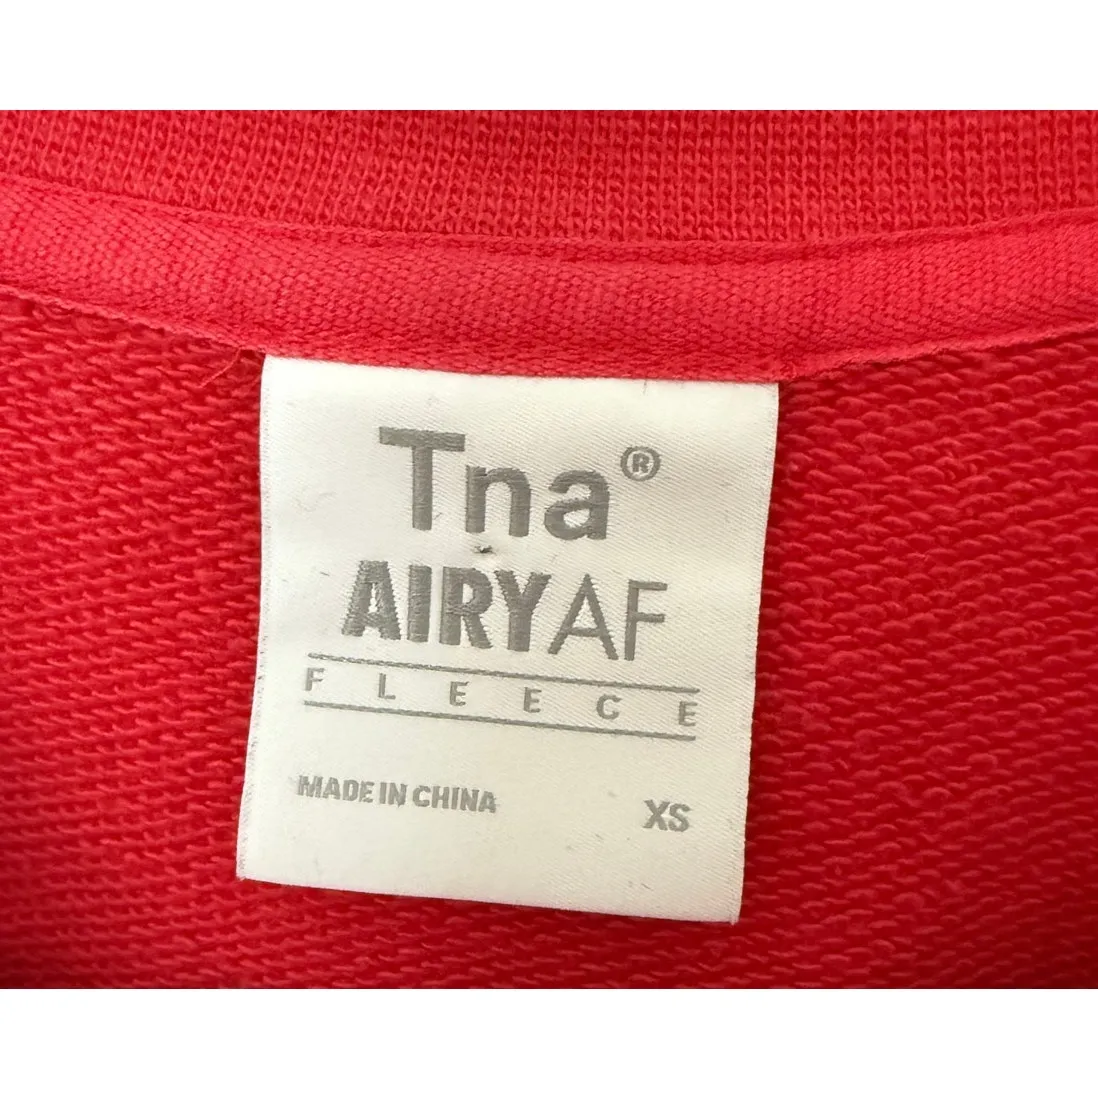 Tna®
AIRYAF
FLEECE
MADE IN CHINA
XS